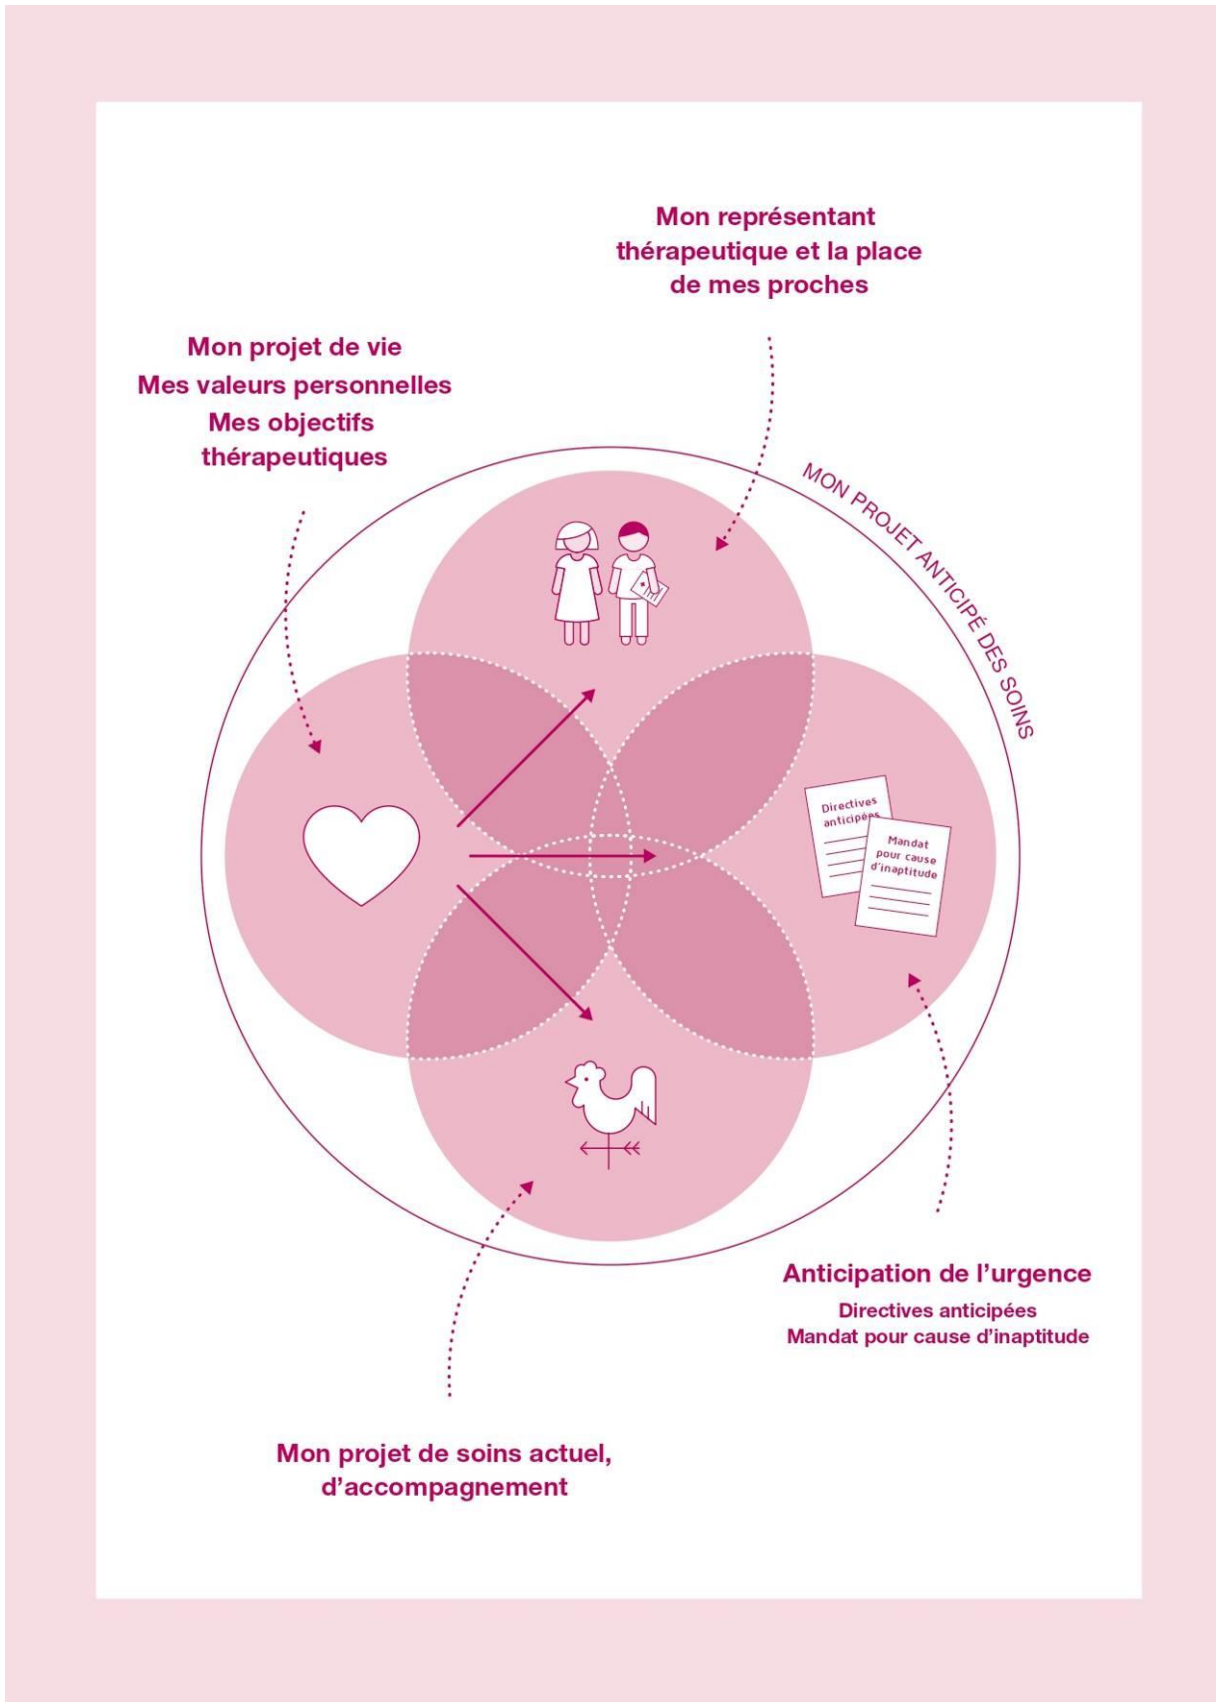 Mon représentant
thérapeutique et la place
de mes proches
Mon projet de vie
Mes valeurs personnelles
Mes objectifs
thérapeutiques
MON PROJET ANTICIPÉ DES SOINS
Directives
anticipées
Mandat
pour cause
d'inaptitude
Anticipation de l’urgence
Directives anticipées
Mandat pour cause d’inaptitude
Mon projet de soins actuel,
d’accompagnement